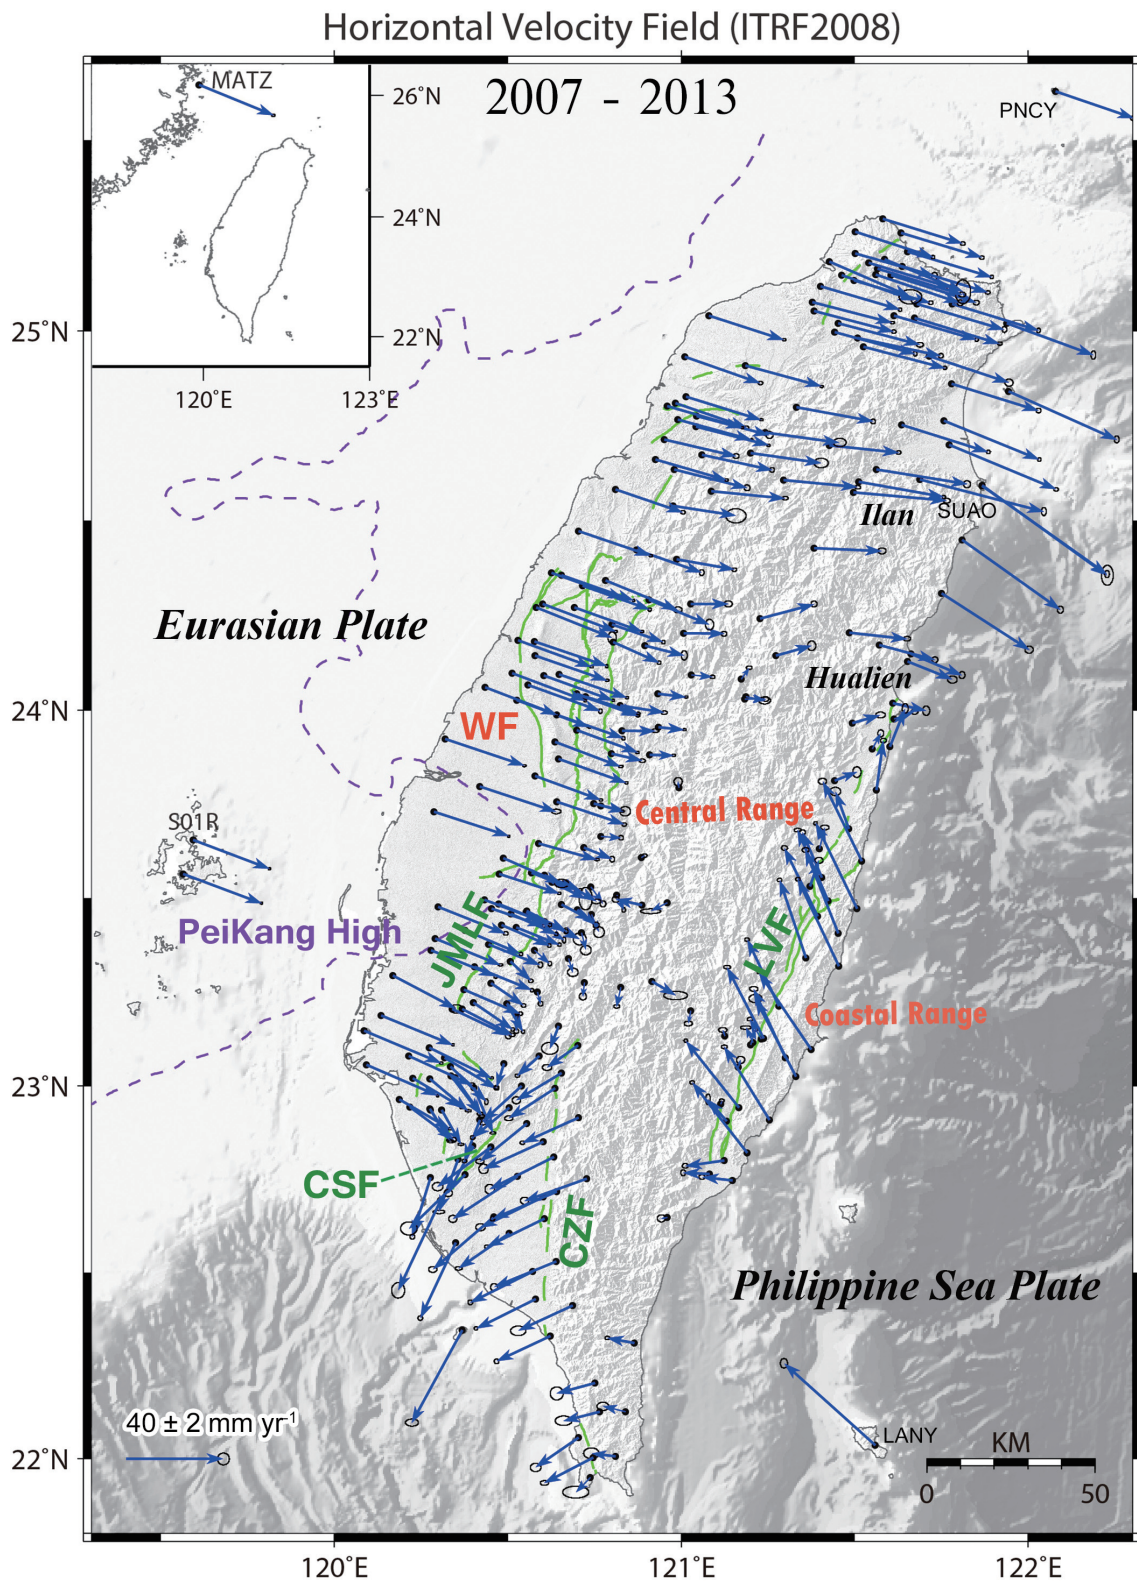 Horizontal Velocity Field (ITRF2008)
2007 - 2013
MATZ
26°N
24°N
22°N
120°E
123°E
PNCY
25°N
Ilan
SUAO
Eurasian Plate
Hualien
24°N
WF
Central Range
S01R
PeiKang High
JMLF
LVF
Coastal Range
23°N
CSF
CZF
Philippine Sea Plate
40 ± 2 mm yr-1
LANY
KM
22°N
0
50
120°E
121°E
122°E